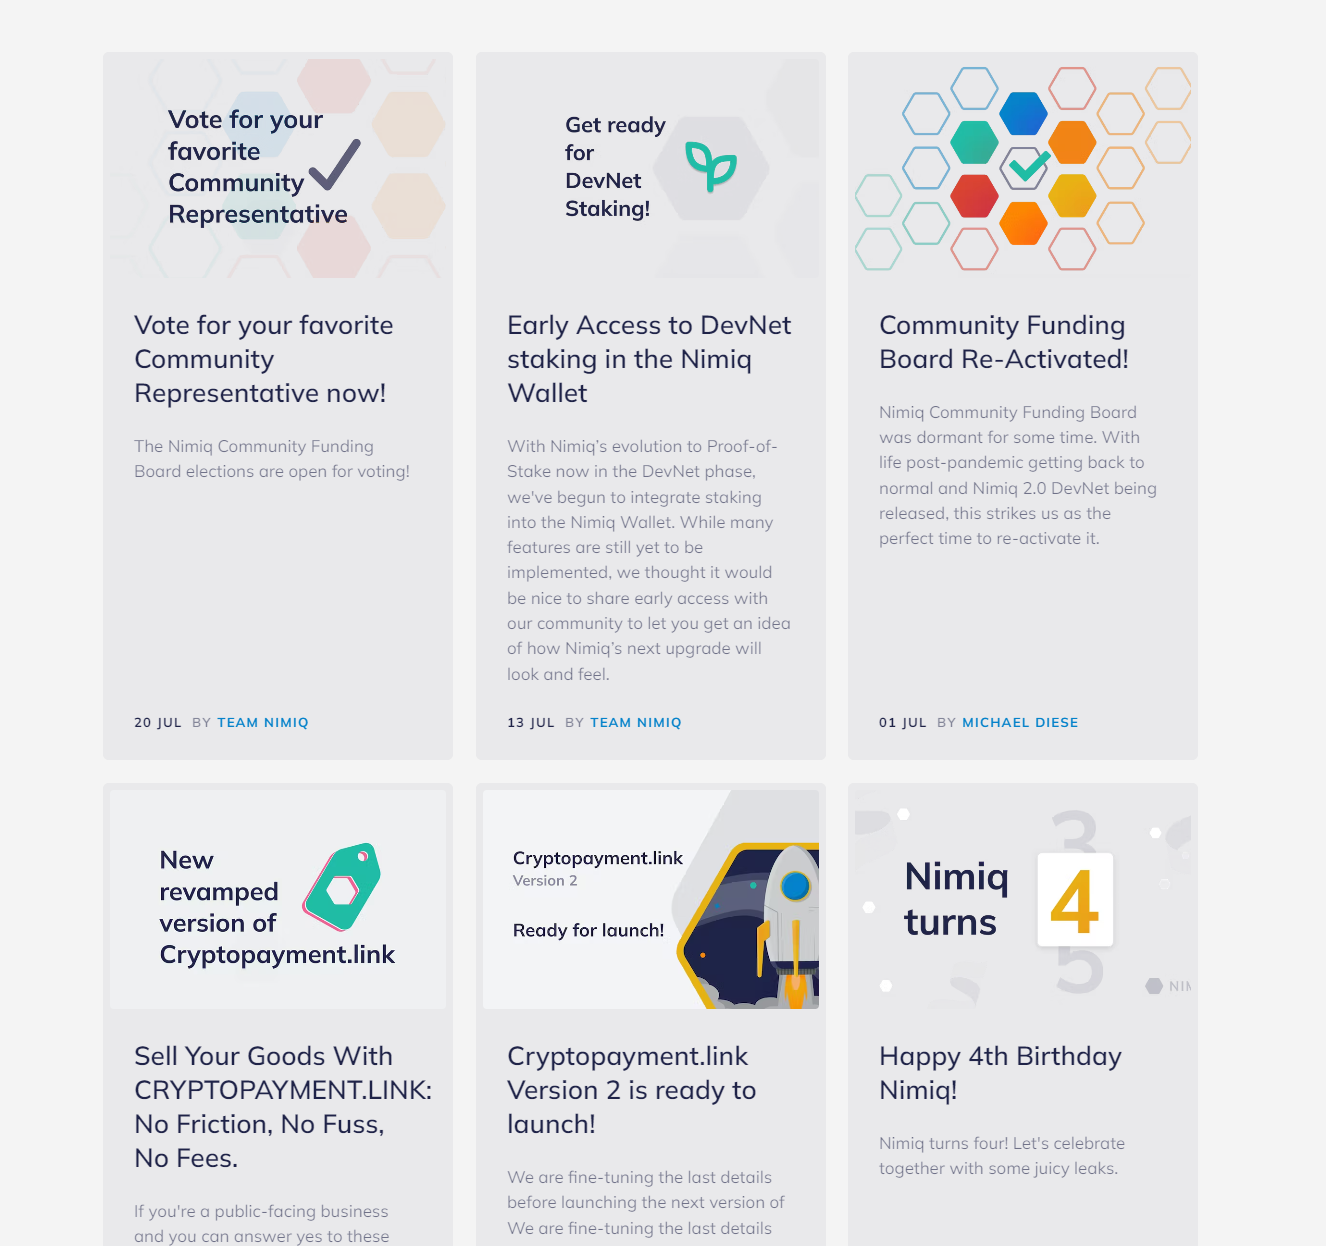 Vote for your
favorite
Community
Representative
Vote for your favorite
Community
Representative now!
The Nimiq Community Funding
Board elections are open for voting!
20 JUL BY TEAM NIMIQ
Get ready
for
DevNet
Staking!
Early Access to DevNet
staking in the Nimiq
Wallet
With Nimiq’s evolution to Proof-of-
Stake now in the DevNet phase,
we've begun to integrate staking
into the Nimiq Wallet. While many
features are still yet to be
implemented, we thought it would
be nice to share early access with
our community to let you get an idea
of how Nimiq’s next upgrade will
look and feel.
13 JUL BY TEAM NIMIQ
Community Funding
Board Re-Activated!
Nimiq Community Funding Board
was dormant for some time. With
life post-pandemic getting back to
normal and Nimiq 2.0 DevNet being
released, this strikes us as the
perfect time to re-activate it.
01 JUL BY MICHAEL DIESE
New
revamped
version of
Cryptopayment.link
Sell Your Goods With
CRYPTOPAYMENT.LINK:
No Friction, No Fuss,
No Fees.
If you're a public-facing business
and you can answer yes to these
Cryptopayment.link
Version 2
Ready for launch!
Cryptopayment.link
Version 2 is ready to
launch!
We are fine-tuning the last details
before launching the next version of
We are fine-tuning the last details
3
Nimiq
turns
4
5
NIM
Happy 4th Birthday
Nimiq!
Nimiq turns four! Let's celebrate
together with some juicy leaks.